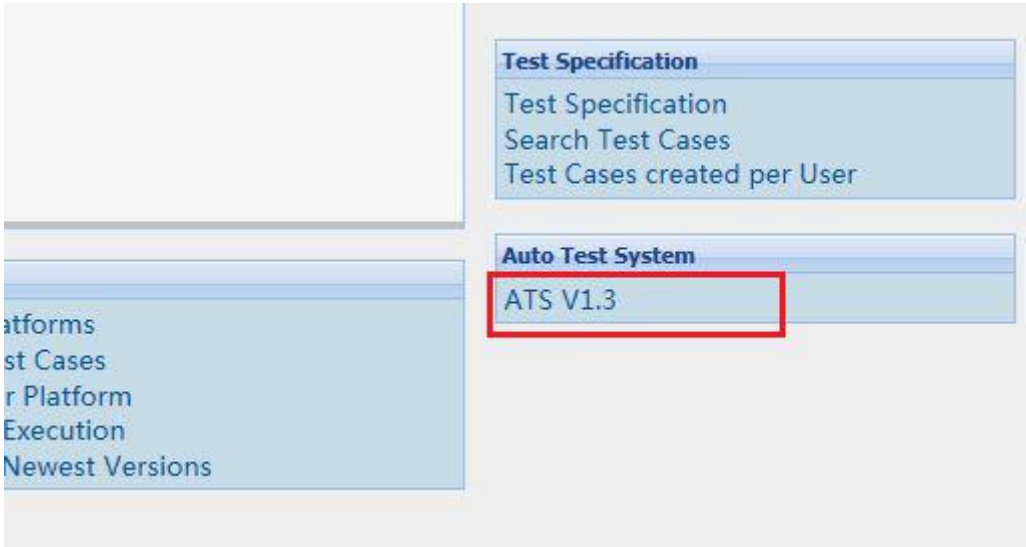 Test Specification
Test Specification
Search Test Cases
Test Cases created per User
Auto Test System
ATS V1.3
st Cases
r Platform
Execution
Newest Versions